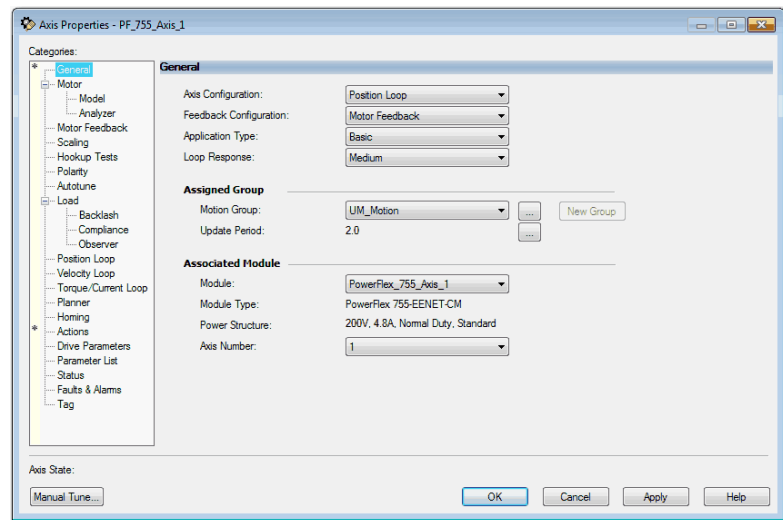 Axis Properties - PF_755_Axis_1
Categories:
* General
Motor
Model
Analyzer
Motor Feedback
Scaling
Hookup Tests
Polarity
Autotune
Load
Backlash
Compliance
Observer
Position Loop
Velocity Loop
Torque/Current Loop
Planner
Homing
* Actions
Drive Parameters
Parameter List
Status
Faults & Alarms
Tag
General
Axis Configuration: Position Loop
Feedback Configuration: Motor Feedback
Application Type: Basic
Loop Response: Medium
Assigned Group
Motion Group: UM_Motion ... New Group
Update Period: 2.0 ...
Associated Module
Module: PowerFlex_755_Axis_1
Module Type: PowerFlex 755-EENET-CM
Power Structure: 200V, 4.8A, Normal Duty, Standard
Axis Number: 1
Axis State:
Manual Tune... OK Cancel Apply Help